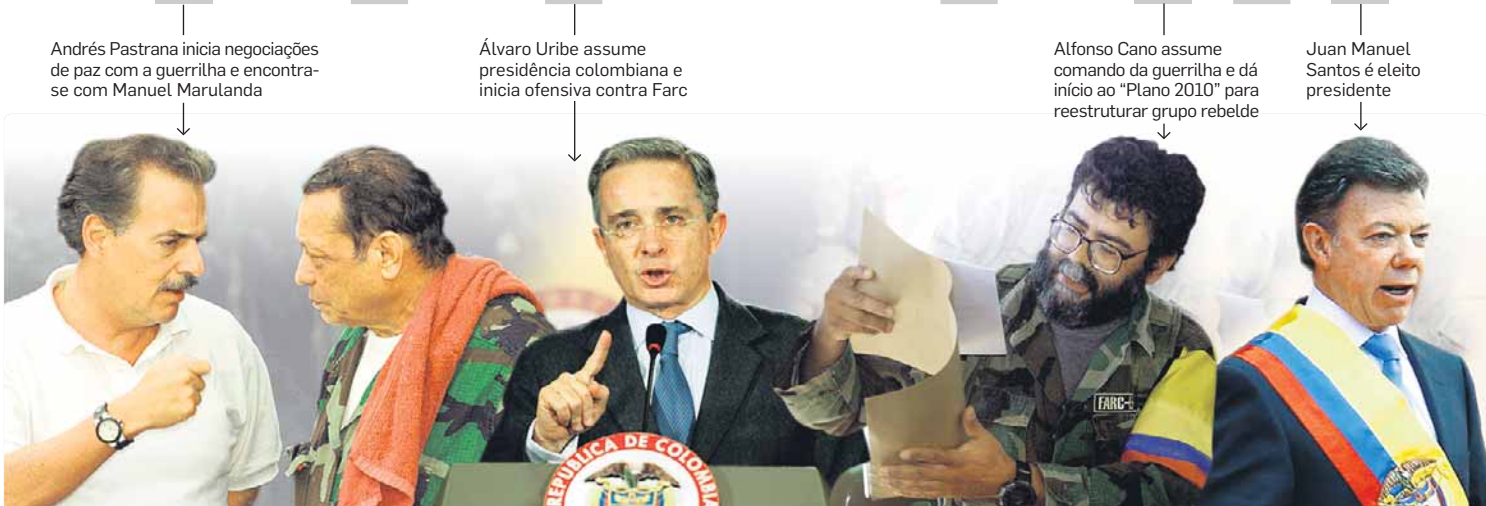 Andrés Pastrana inicia negociações
de paz com a guerrilha e encontra-
se com Manuel Marulanda
Álvaro Uribe assume
presidência colombiana e
inicia ofensiva contra Farc
Alfonso Cano assume
comando da guerrilha e dá
início ao “Plano 2010” para
reestruturar grupo rebelde
Juan Manuel
Santos é eleito
presidente
FARC-E
REPUBLICA DE COLOMBIA